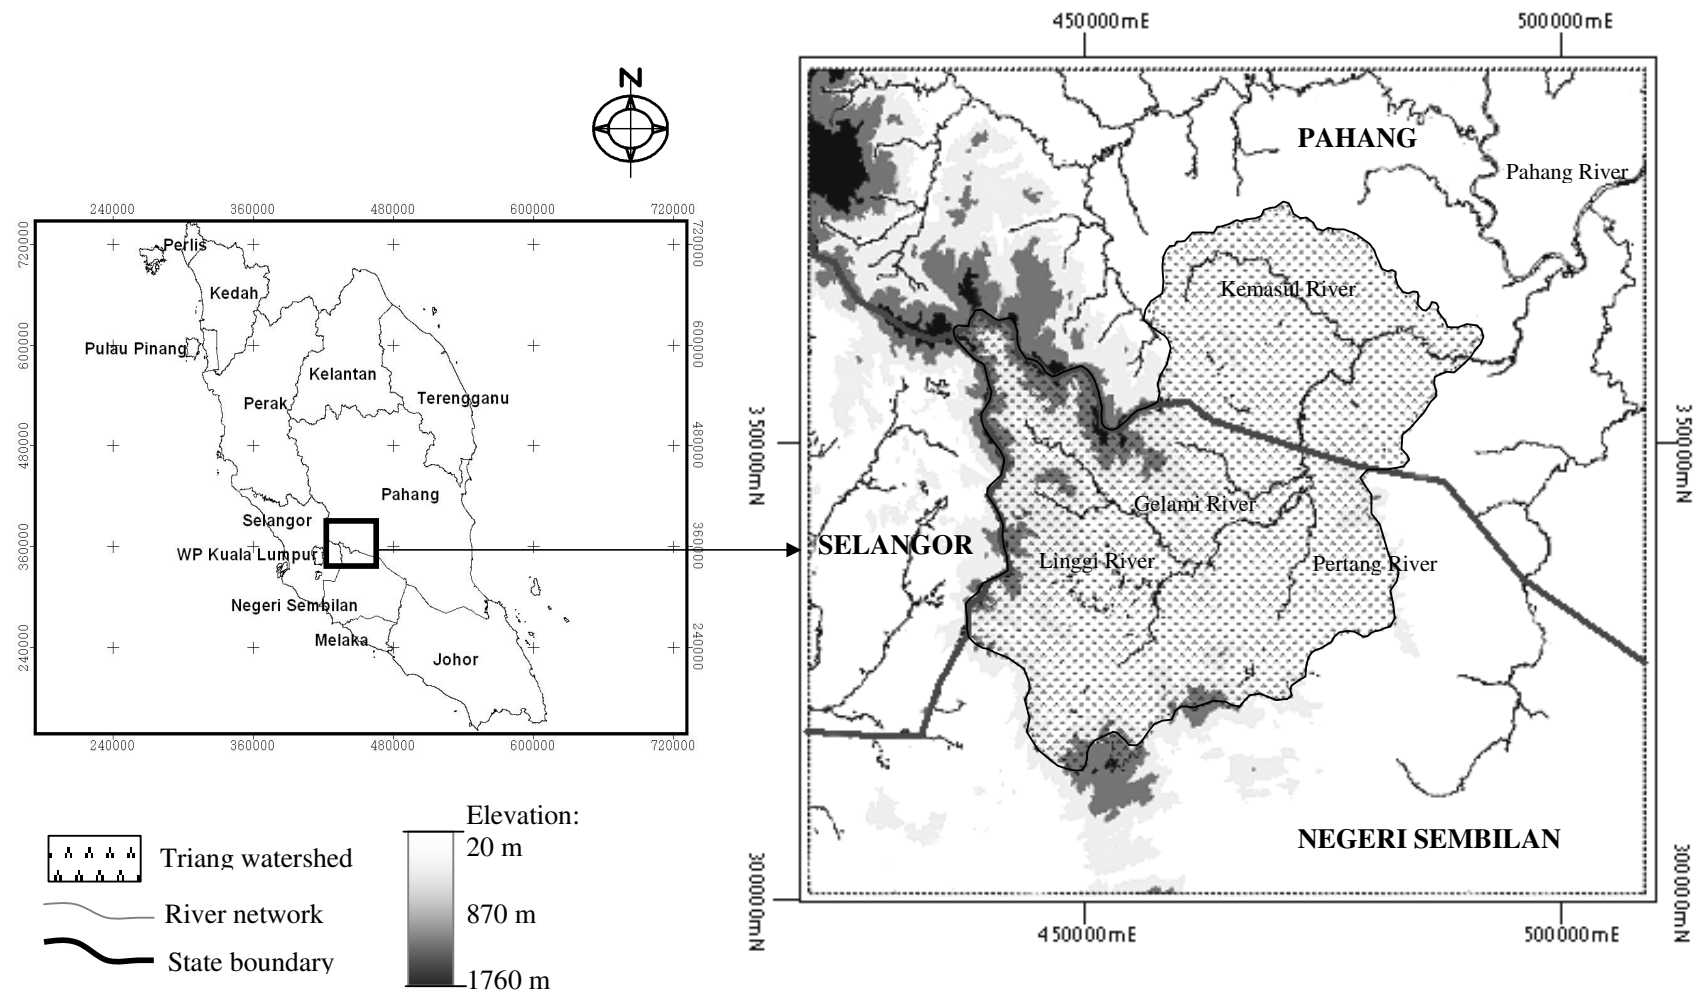 N
240000 360000 480000 600000 720000
720000
600000
480000
360000
240000
720000
600000
480000
360000
240000
Perlis
Kedah
Pulau Pinang
Kelantan
Perak
Terengganu
Pahang
Selangor
WP Kuala Lumpur
Negeri Sembilan
Melaka
Johor
240000 360000 480000 600000 720000
Triang watershed
River network
State boundary
Elevation:
20 m
870 m
1760 m
450000mE 500000mE
350000mN
300000mN
350000mN
300000mN
PAHANG
Pahang River
Kemasul River
Gelami River
SELANGOR
Linggi River
Pertang River
NEGERI SEMBILAN
450000mE 500000mE